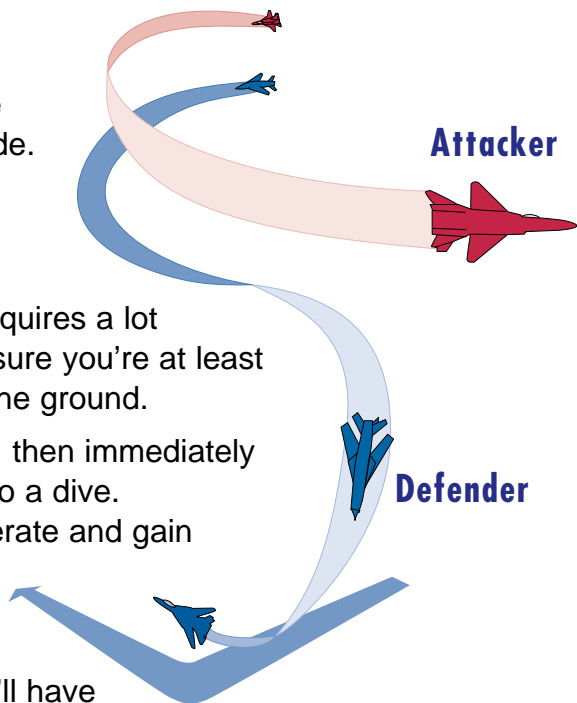 de.
Attacker
quires a lot
sure you're at least
he ground.
then immediately
o a dive.
Defender
erate and gain
'll have